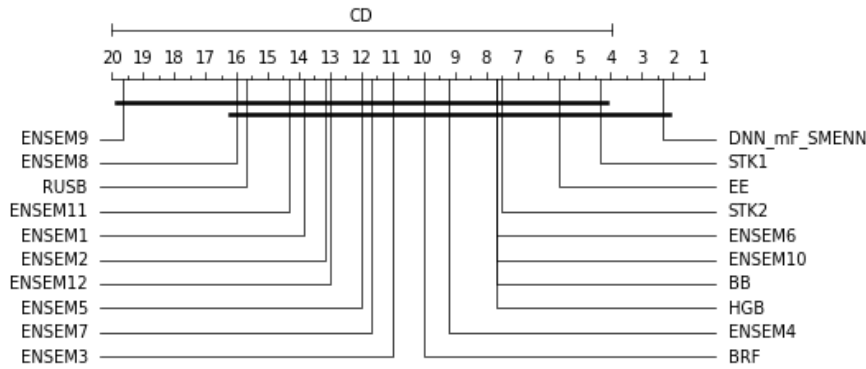 CD
20 19 18 17 16 15 14 13 12 11 10 9 8 7 6 5 4 3 2 1
ENSEM9 DNN_mF_SMENN
ENSEM8 STK1
RUSB EE
ENSEM11 STK2
ENSEM1 ENSEM6
ENSEM2 ENSEM10
ENSEM12 BB
ENSEM5 HGB
ENSEM7 ENSEM4
ENSEM3 BRF